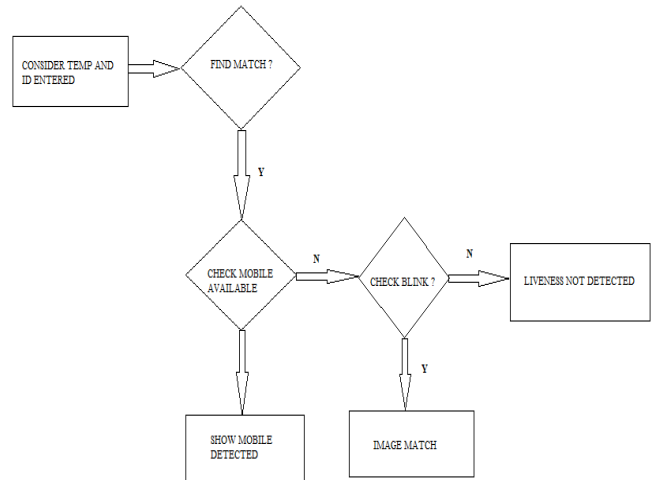 CONSIDER TEMP AND
ID ENTERED
FIND MATCH ?
Y
CHECK MOBILE
AVAILABLE
N
CHECK BLINK ?
N
LIVENESS NOT DETECTED
Y
SHOW MOBILE
DETECTED
IMAGE MATCH